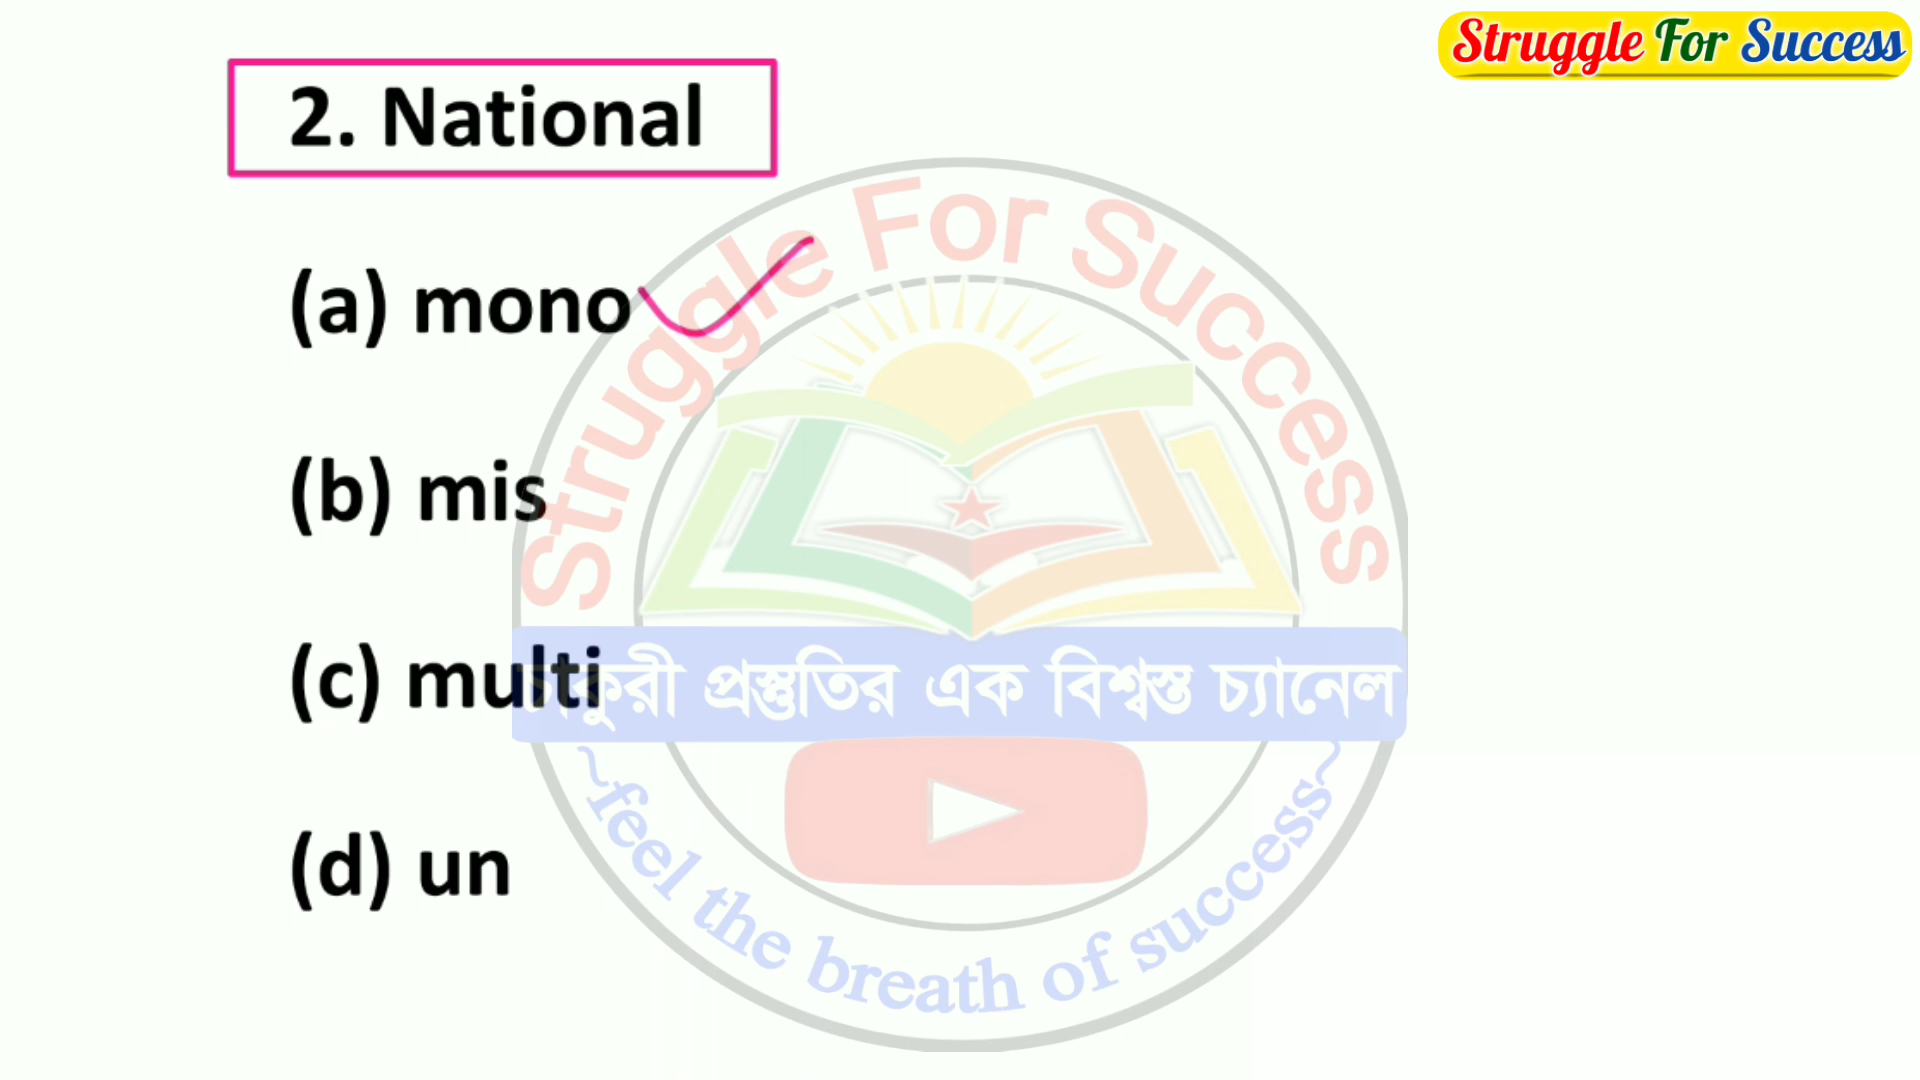 Struggle For Success
2. National
(a) mono
(b) mis
(c) multi
(d) un
Struggle For Success
চাকুরী প্রস্তুতির এক বিশ্বস্ত চ্যানেল
~feel the breath of success~